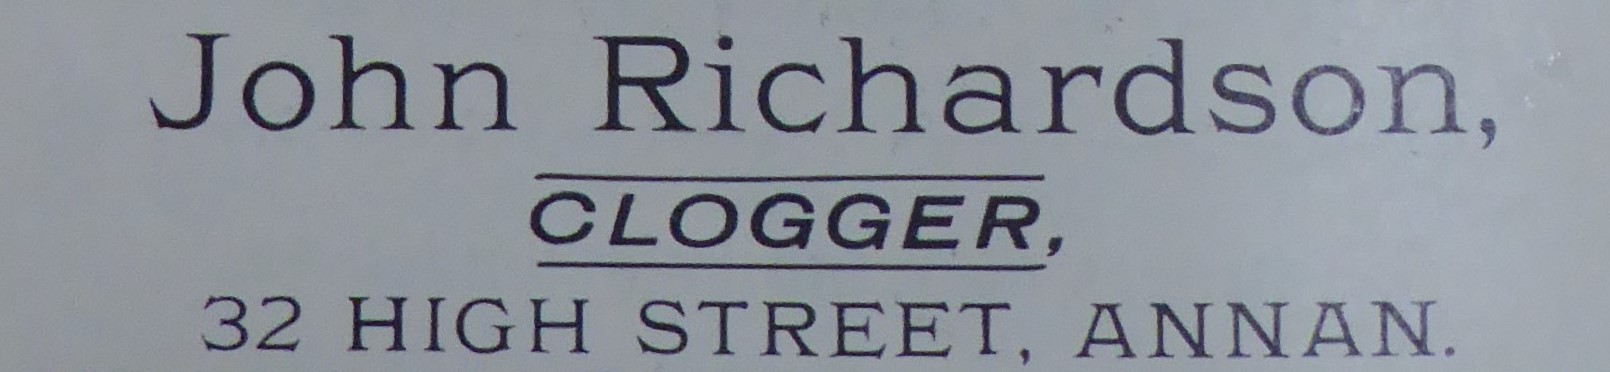 John Richardson,
CLOGGER,
32 HIGH STREET, ANNAN.